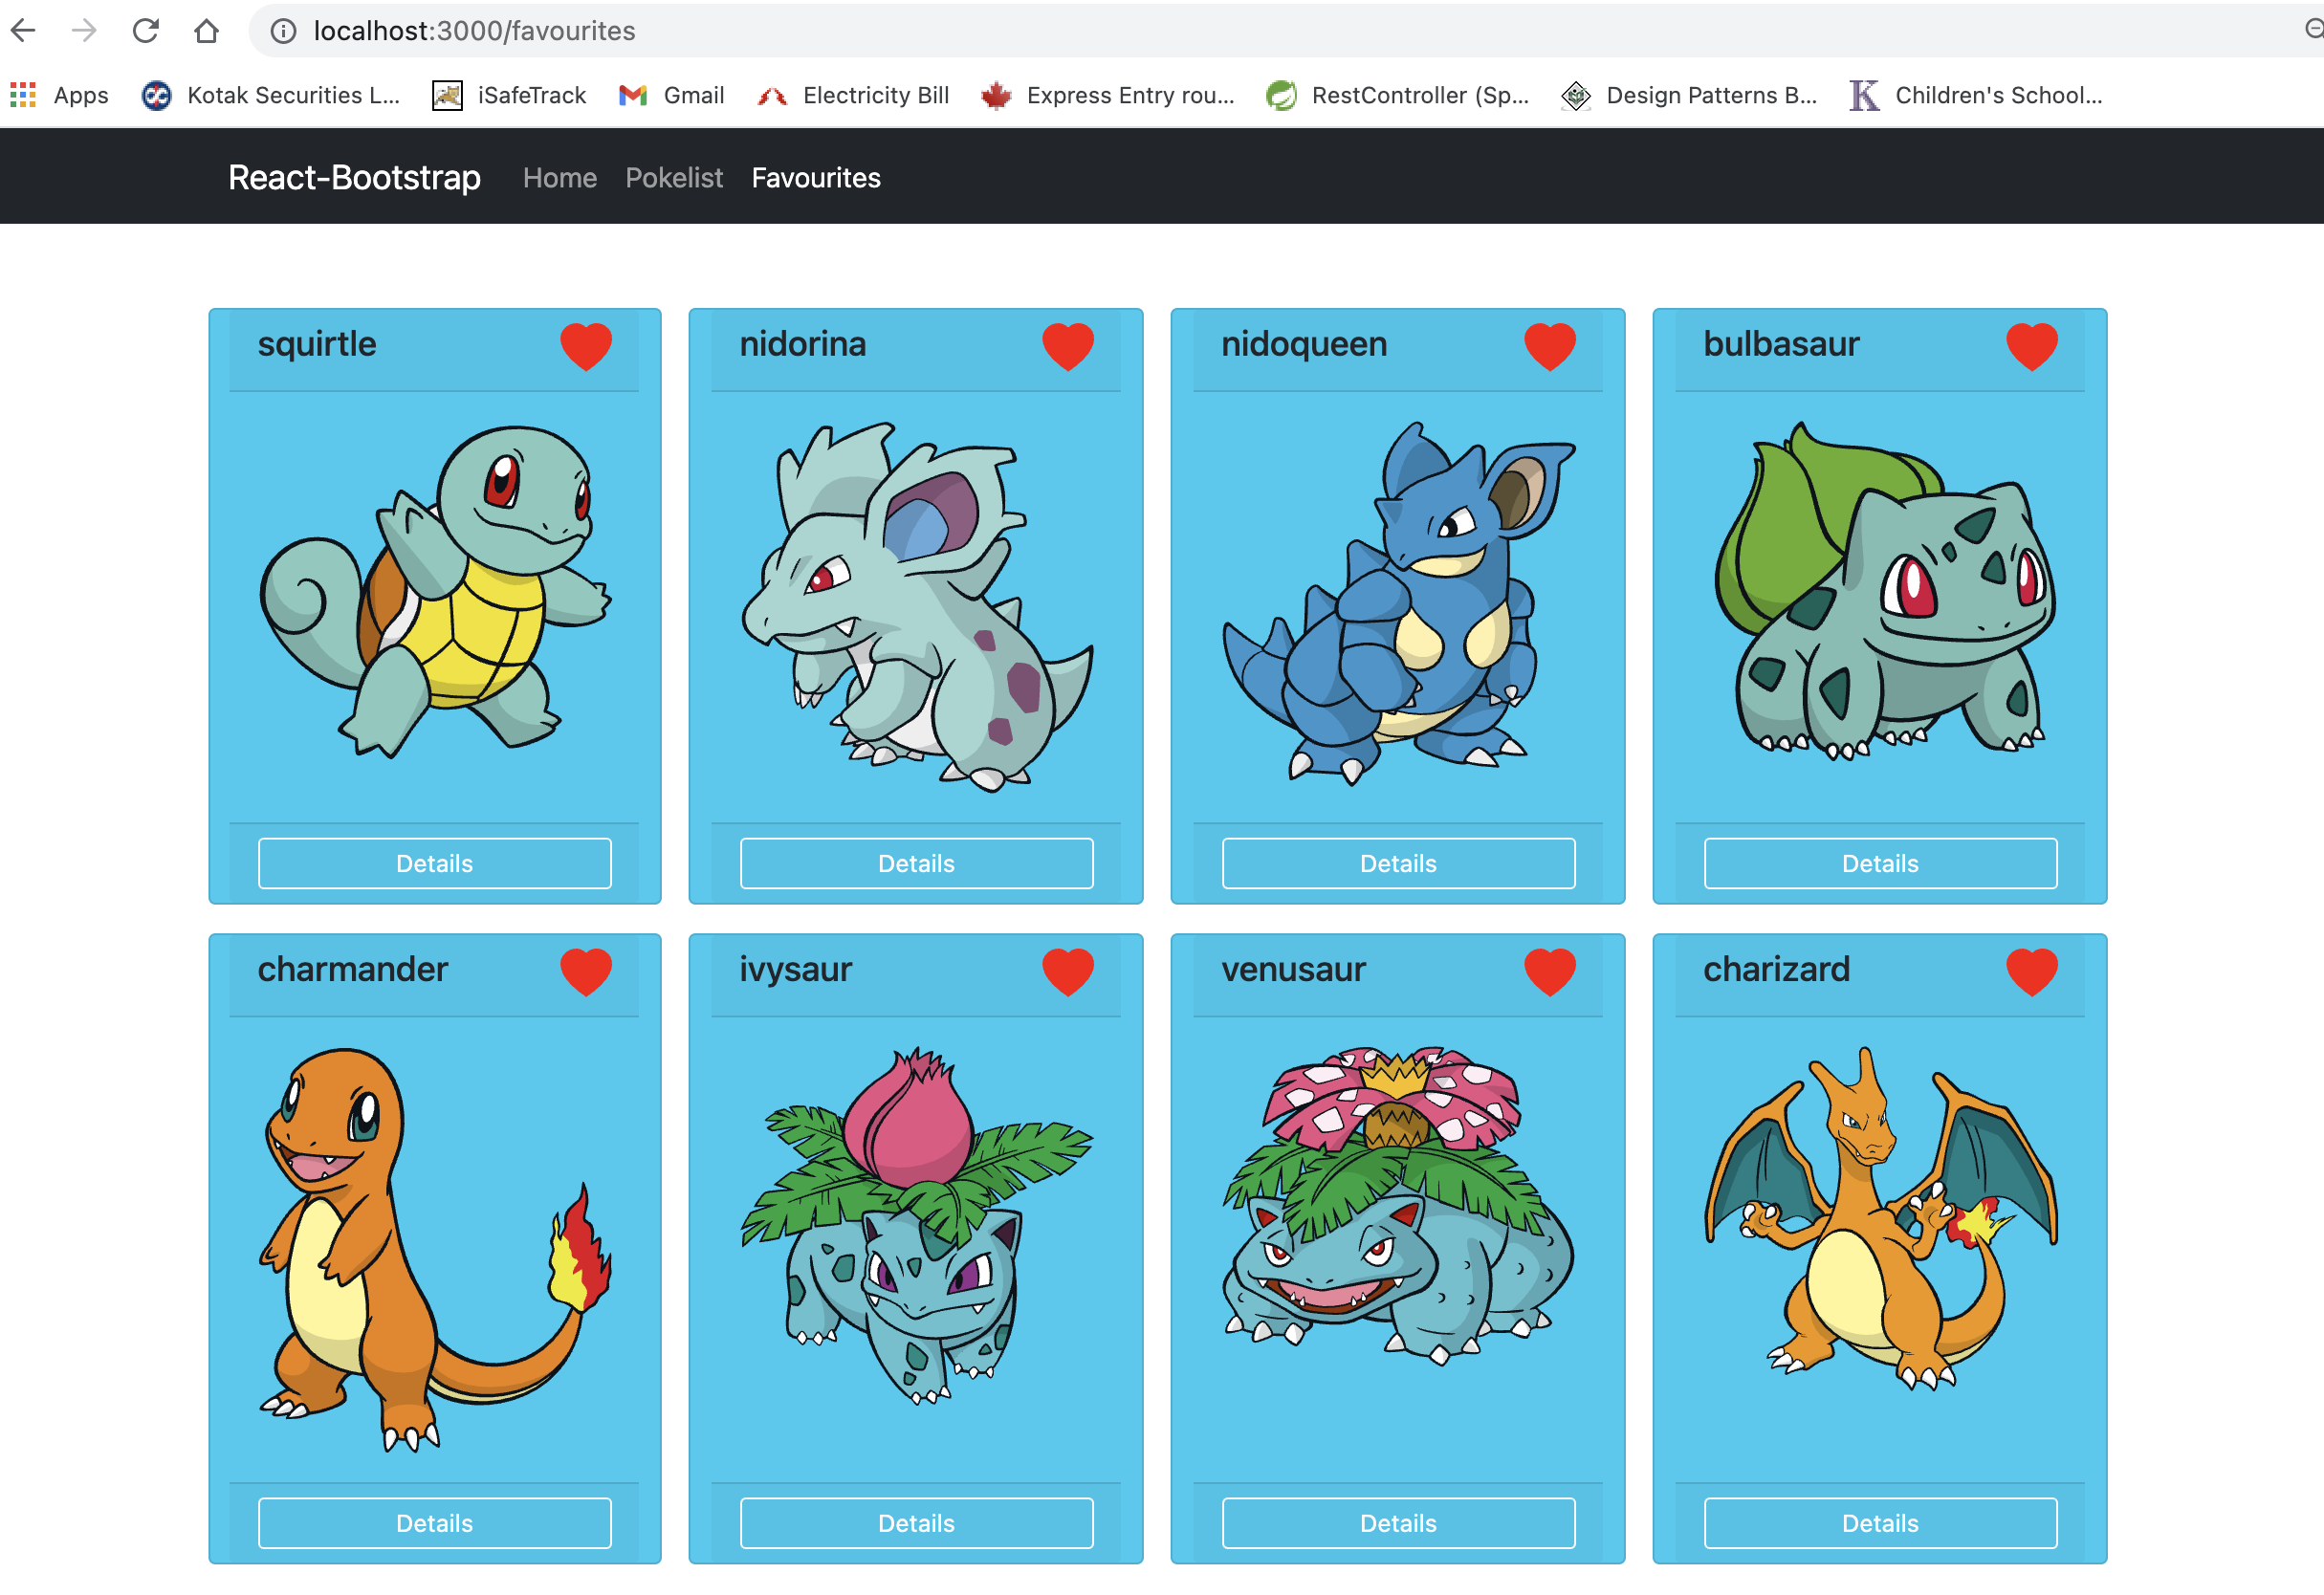 localhost:3000/favourites
Apps Kotak Securities L... iSafeTrack Gmail Electricity Bill Express Entry rou... RestController (Sp... Design Patterns B... K Children's School...
React-Bootstrap Home Pokelist Favourites
squirtle nidorina nidoqueen bulbasaur
Details Details Details Details
charmander ivysaur venusaur charizard
Details Details Details Details